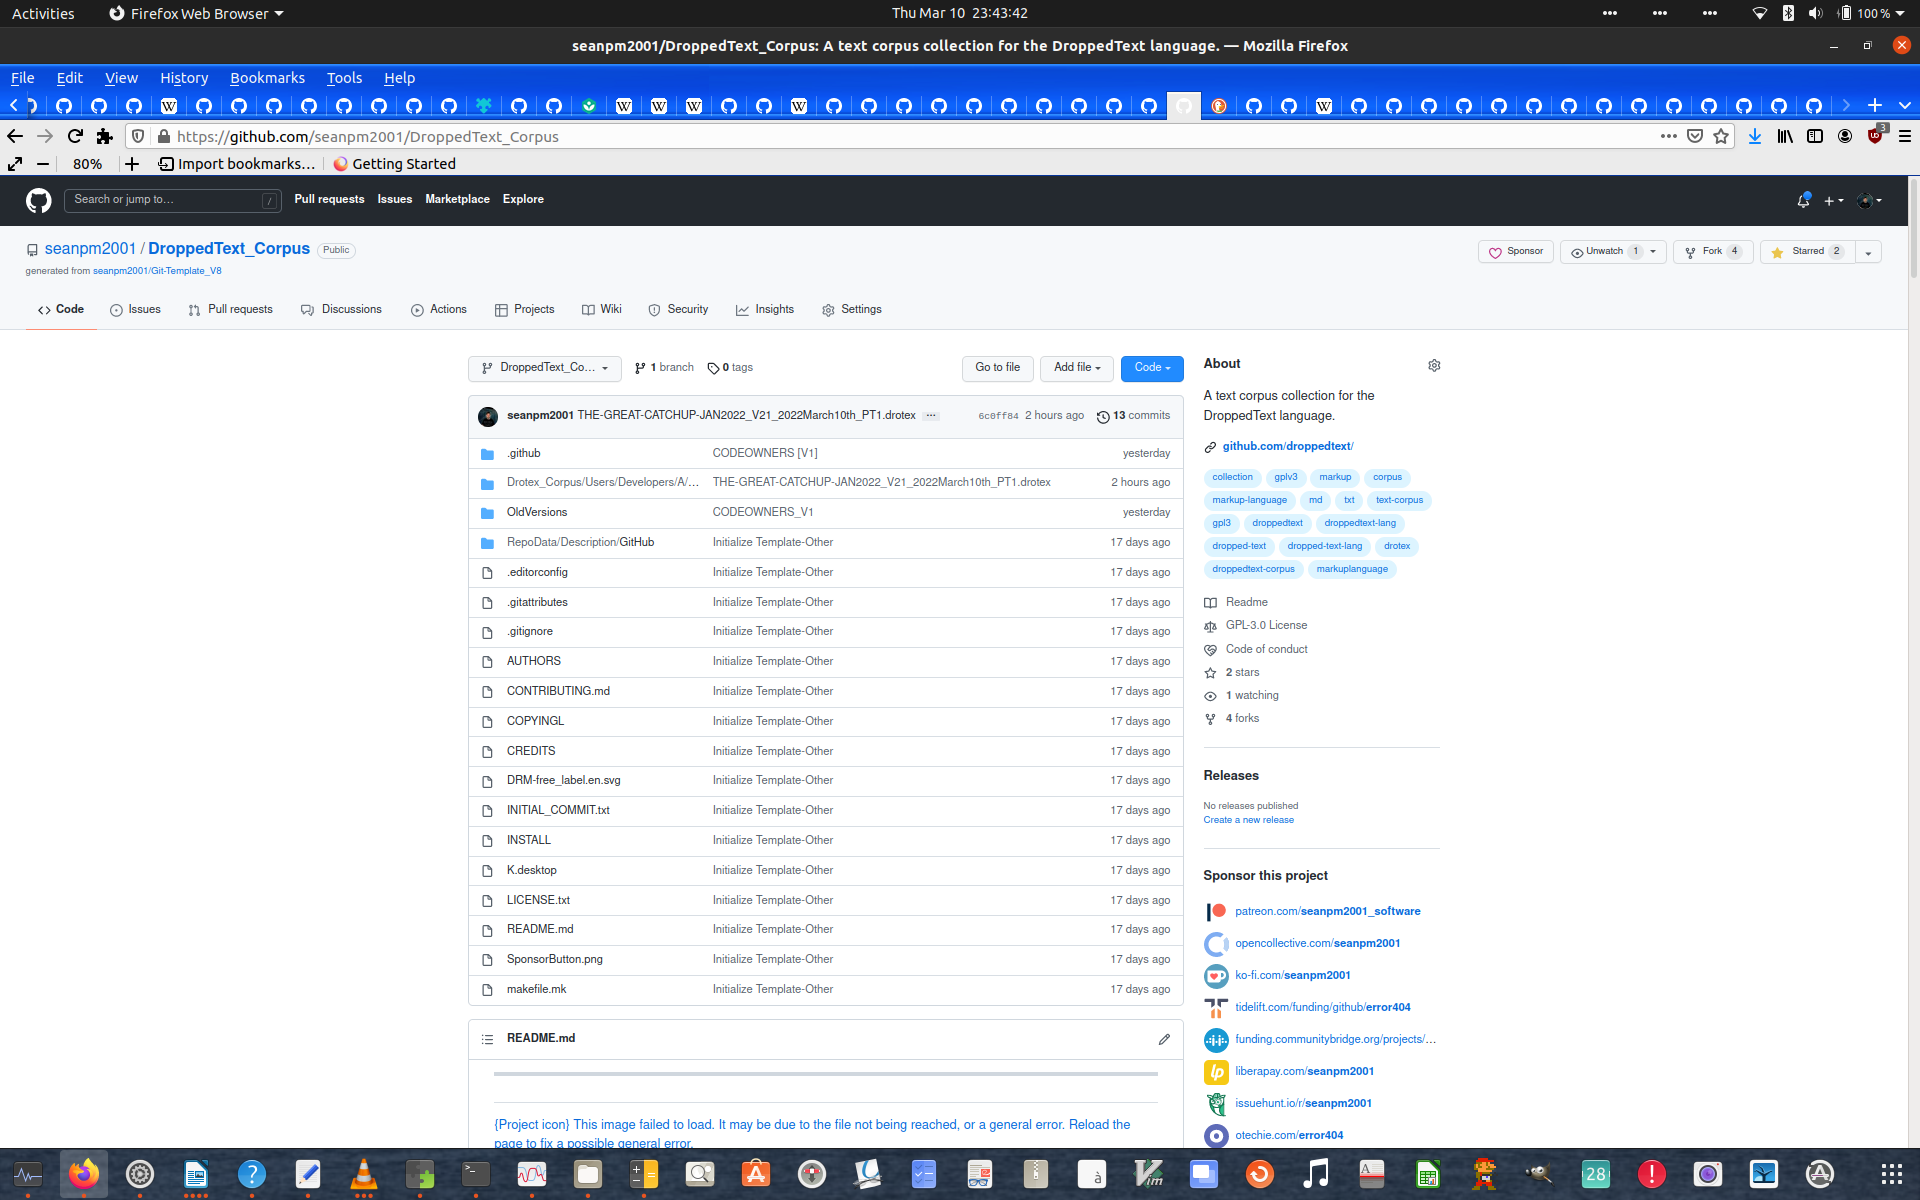 Activities Firefox Web Browser Thu Mar 10 23:43:42 100 %
seanpm2001/DroppedText_Corpus: A text corpus collection for the DroppedText language. — Mozilla Firefox
File Edit View History Bookmarks Tools Help
https://github.com/seanpm2001/DroppedText_Corpus 3
80% Import bookmarks... Getting Started
Search or jump to... / Pull requests Issues Marketplace Explore
seanpm2001 / DroppedText_Corpus Public Sponsor Unwatch 1 Fork 4 Starred 2
generated from seanpm2001/Git-Template_V8
Code Issues Pull requests Discussions Actions Projects Wiki Security Insights Settings
DroppedText_Co... 1 branch 0 tags Go to file Add file Code
seanpm2001 THE-GREAT-CATCHUP-JAN2022_V21_2022March10th_PT1.drotex ... 6c0ff84 2 hours ago 13 commits
.github CODEOWNERS [V1] yesterday
Drotex_Corpus/Users/Developers/A/... THE-GREAT-CATCHUP-JAN2022_V21_2022March10th_PT1.drotex 2 hours ago
OldVersions CODEOWNERS_V1 yesterday
RepoData/Description/GitHub Initialize Template-Other 17 days ago
.editorconfig Initialize Template-Other 17 days ago
.gitattributes Initialize Template-Other 17 days ago
.gitignore Initialize Template-Other 17 days ago
AUTHORS Initialize Template-Other 17 days ago
CONTRIBUTING.md Initialize Template-Other 17 days ago
COPYINGL Initialize Template-Other 17 days ago
CREDITS Initialize Template-Other 17 days ago
DRM-free_label.en.svg Initialize Template-Other 17 days ago
INITIAL_COMMIT.txt Initialize Template-Other 17 days ago
INSTALL Initialize Template-Other 17 days ago
K.desktop Initialize Template-Other 17 days ago
LICENSE.txt Initialize Template-Other 17 days ago
README.md Initialize Template-Other 17 days ago
SponsorButton.png Initialize Template-Other 17 days ago
makefile.mk Initialize Template-Other 17 days ago
README.md
{Project icon} This image failed to load. It may be due to the file not being reached, or a general error. Reload the
page to fix a possible general error.
About
A text corpus collection for the
DroppedText language.
github.com/droppedtext/
collection gplv3 markup corpus
markup-language md txt text-corpus
gpl3 droppedtext droppedtext-lang
dropped-text dropped-text-lang drotex
droppedtext-corpus markuplanguage
Readme
GPL-3.0 License
Code of conduct
2 stars
1 watching
4 forks
Releases
No releases published
Create a new release
Sponsor this project
patreon.com/seanpm2001_software
opencollective.com/seanpm2001
ko-fi.com/seanpm2001
tidelift.com/funding/github/error404
funding.communitybridge.org/projects/...
liberapay.com/seanpm2001
issuehunt.io/r/seanpm2001
otechie.com/error404
28